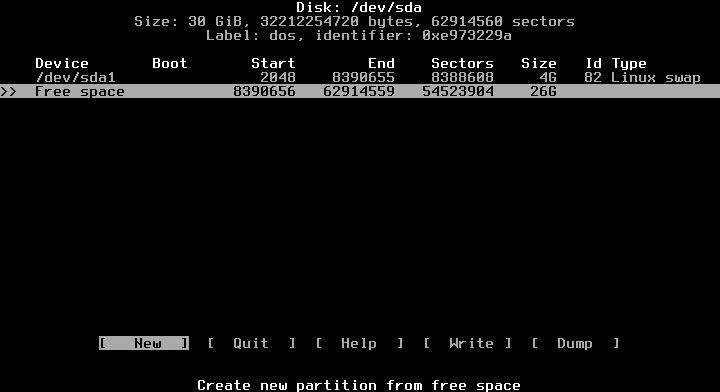 Disk: /dev/sda
Size: 30 GiB, 32212254720 bytes, 62914560 sectors
Label: dos, identifier: 0xe973229a
Device Boot Start End Sectors Size Id Type
/dev/sda1 2048 8390655 8388608 4G 82 Linux swap
>> Free space 8390656 62914559 54523904 26G
[ New ] [ Quit ] [ Help ] [ Write ] [ Dump ]
Create new partition from free space